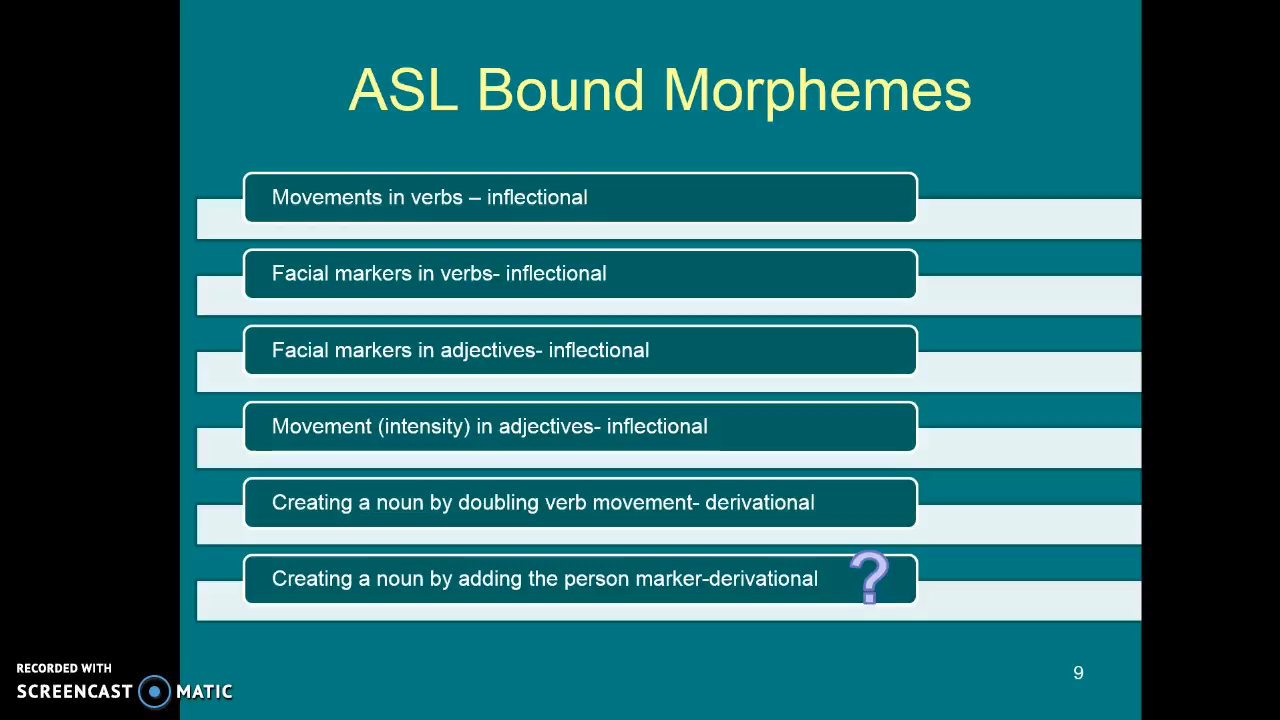 ASL Bound Morphemes
Movements in verbs – inflectional
Facial markers in verbs- inflectional
Facial markers in adjectives- inflectional
Movement (intensity) in adjectives- inflectional
Creating a noun by doubling verb movement- derivational
Creating a noun by adding the person marker-derivational ?
9
RECORDED WITH
SCREENCAST MATIC